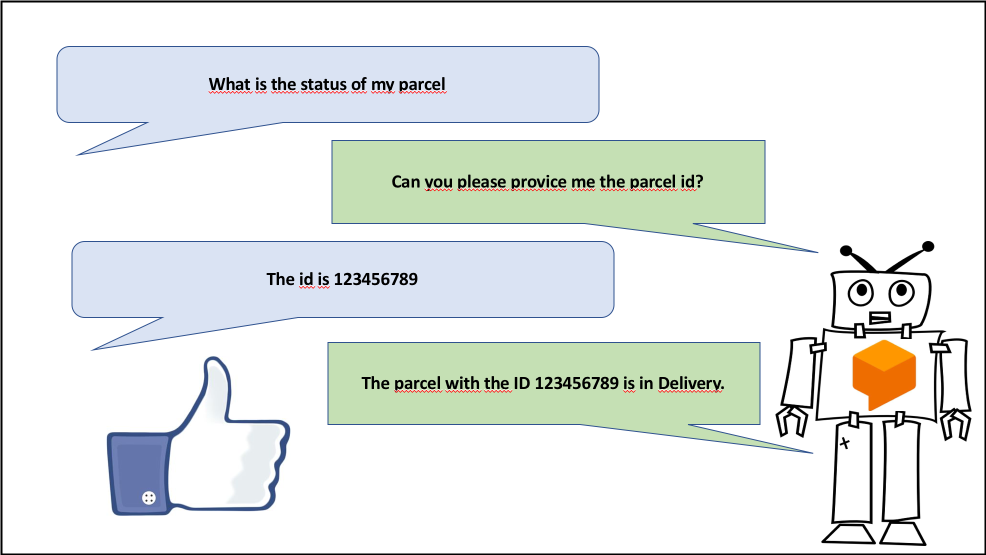 What is the status of my parcel
Can you please provice me the parcel id?
The id is 123456789
The parcel with the ID 123456789 is in Delivery.